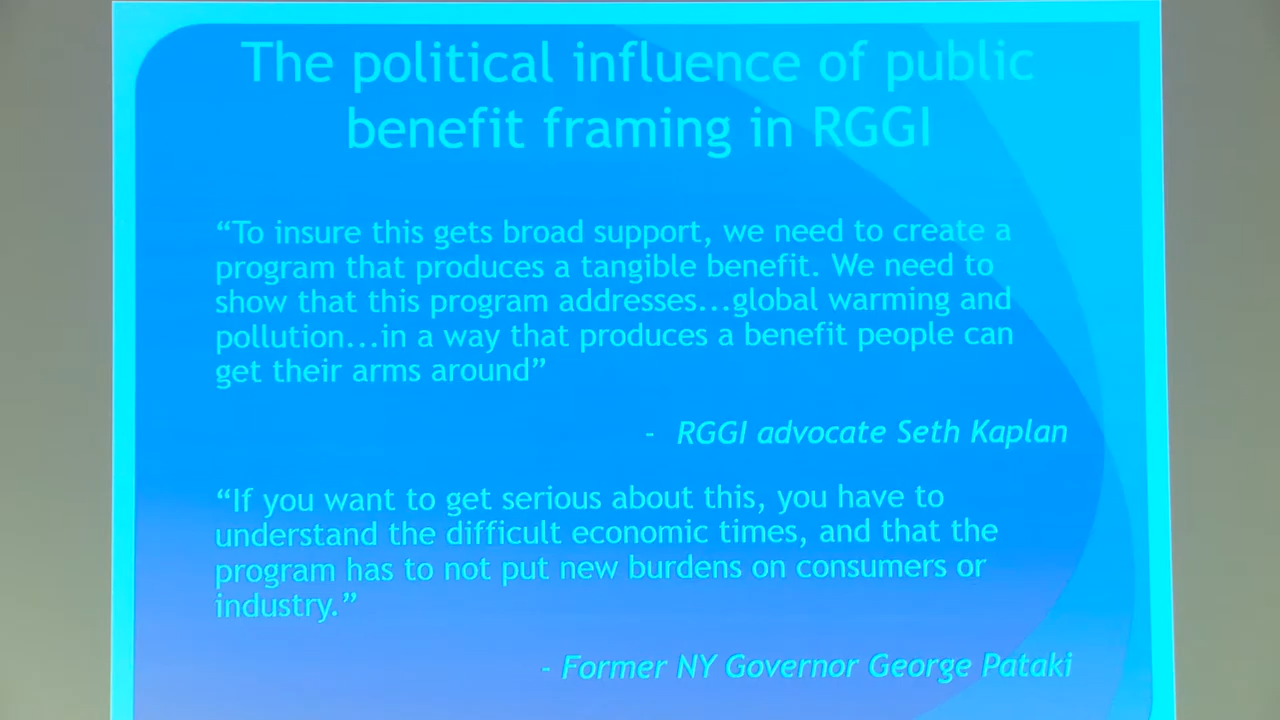 The political influence of public
benefit framing in RGGI
“To insure this gets broad support, we need to create a
program that produces a tangible benefit. We need to
show that this program addresses...global warming and
pollution...in a way that produces a benefit people can
get their arms around”
- RGGI advocate Seth Kaplan
“If you want to get serious about this, you have to
understand the difficult economic times, and that the
program has to not put new burdens on consumers or
industry.”
- Former NY Governor George Pataki